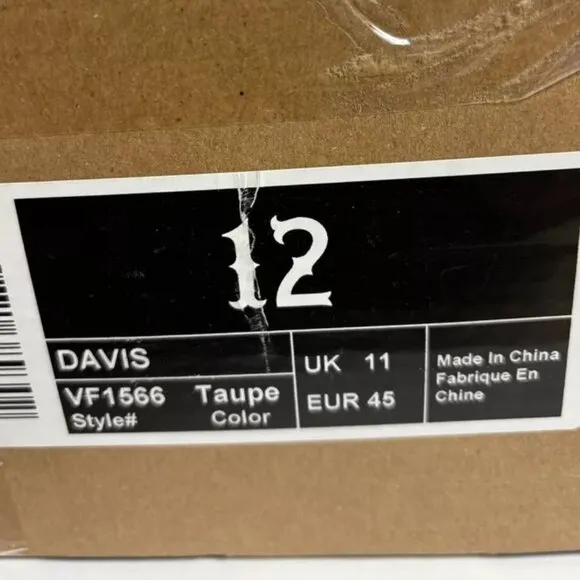 12
DAVIS
VF1566 Taupe
Style# Color
UK 11
EUR 45
Made In China
Fabrique En
Chine